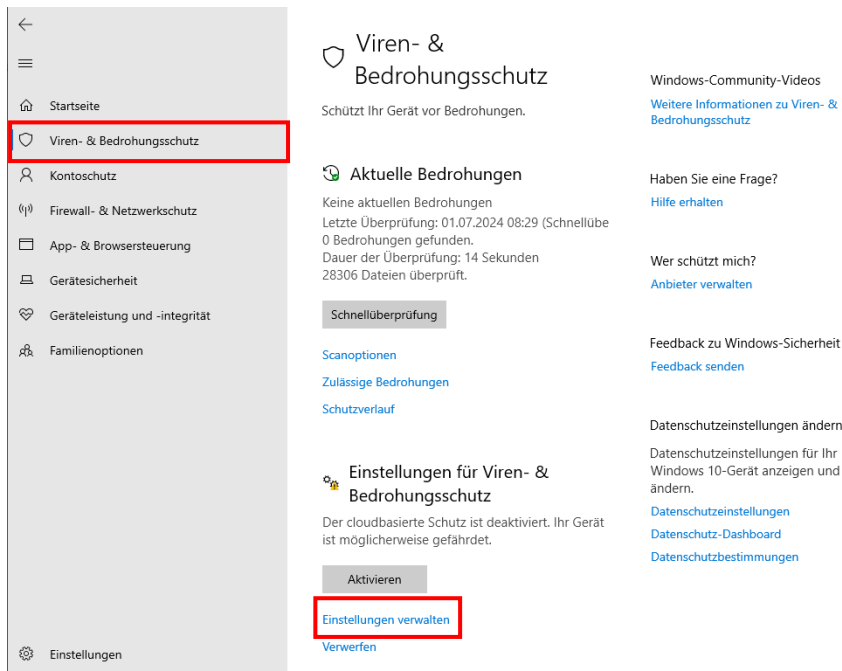 Startseite
Viren- & Bedrohungsschutz
Kontoschutz
Firewall- & Netzwerkschutz
App- & Browsersteuerung
Gerätesicherheit
Geräteleistung und -integrität
Familienoptionen
Einstellungen
Viren- &
Bedrohungsschutz
Schützt Ihr Gerät vor Bedrohungen.
Aktuelle Bedrohungen
Keine aktuellen Bedrohungen
Letzte Überprüfung: 01.07.2024 08:29 (Schnellübe
0 Bedrohungen gefunden.
Dauer der Überprüfung: 14 Sekunden
28306 Dateien überprüft.
Schnellüberprüfung
Scanoptionen
Zulässige Bedrohungen
Schutzverlauf
Einstellungen für Viren- &
Bedrohungsschutz
Der cloudbasierte Schutz ist deaktiviert. Ihr Gerät
ist möglicherweise gefährdet.
Aktivieren
Einstellungen verwalten
Verwerfen
Windows-Community-Videos
Weitere Informationen zu Viren- &
Bedrohungsschutz
Haben Sie eine Frage?
Hilfe erhalten
Wer schützt mich?
Anbieter verwalten
Feedback zu Windows-Sicherheit
Feedback senden
Datenschutzeinstellungen ändern
Datenschutzeinstellungen für Ihr
Windows 10-Gerät anzeigen und
ändern.
Datenschutzeinstellungen
Datenschutz-Dashboard
Datenschutzbestimmungen